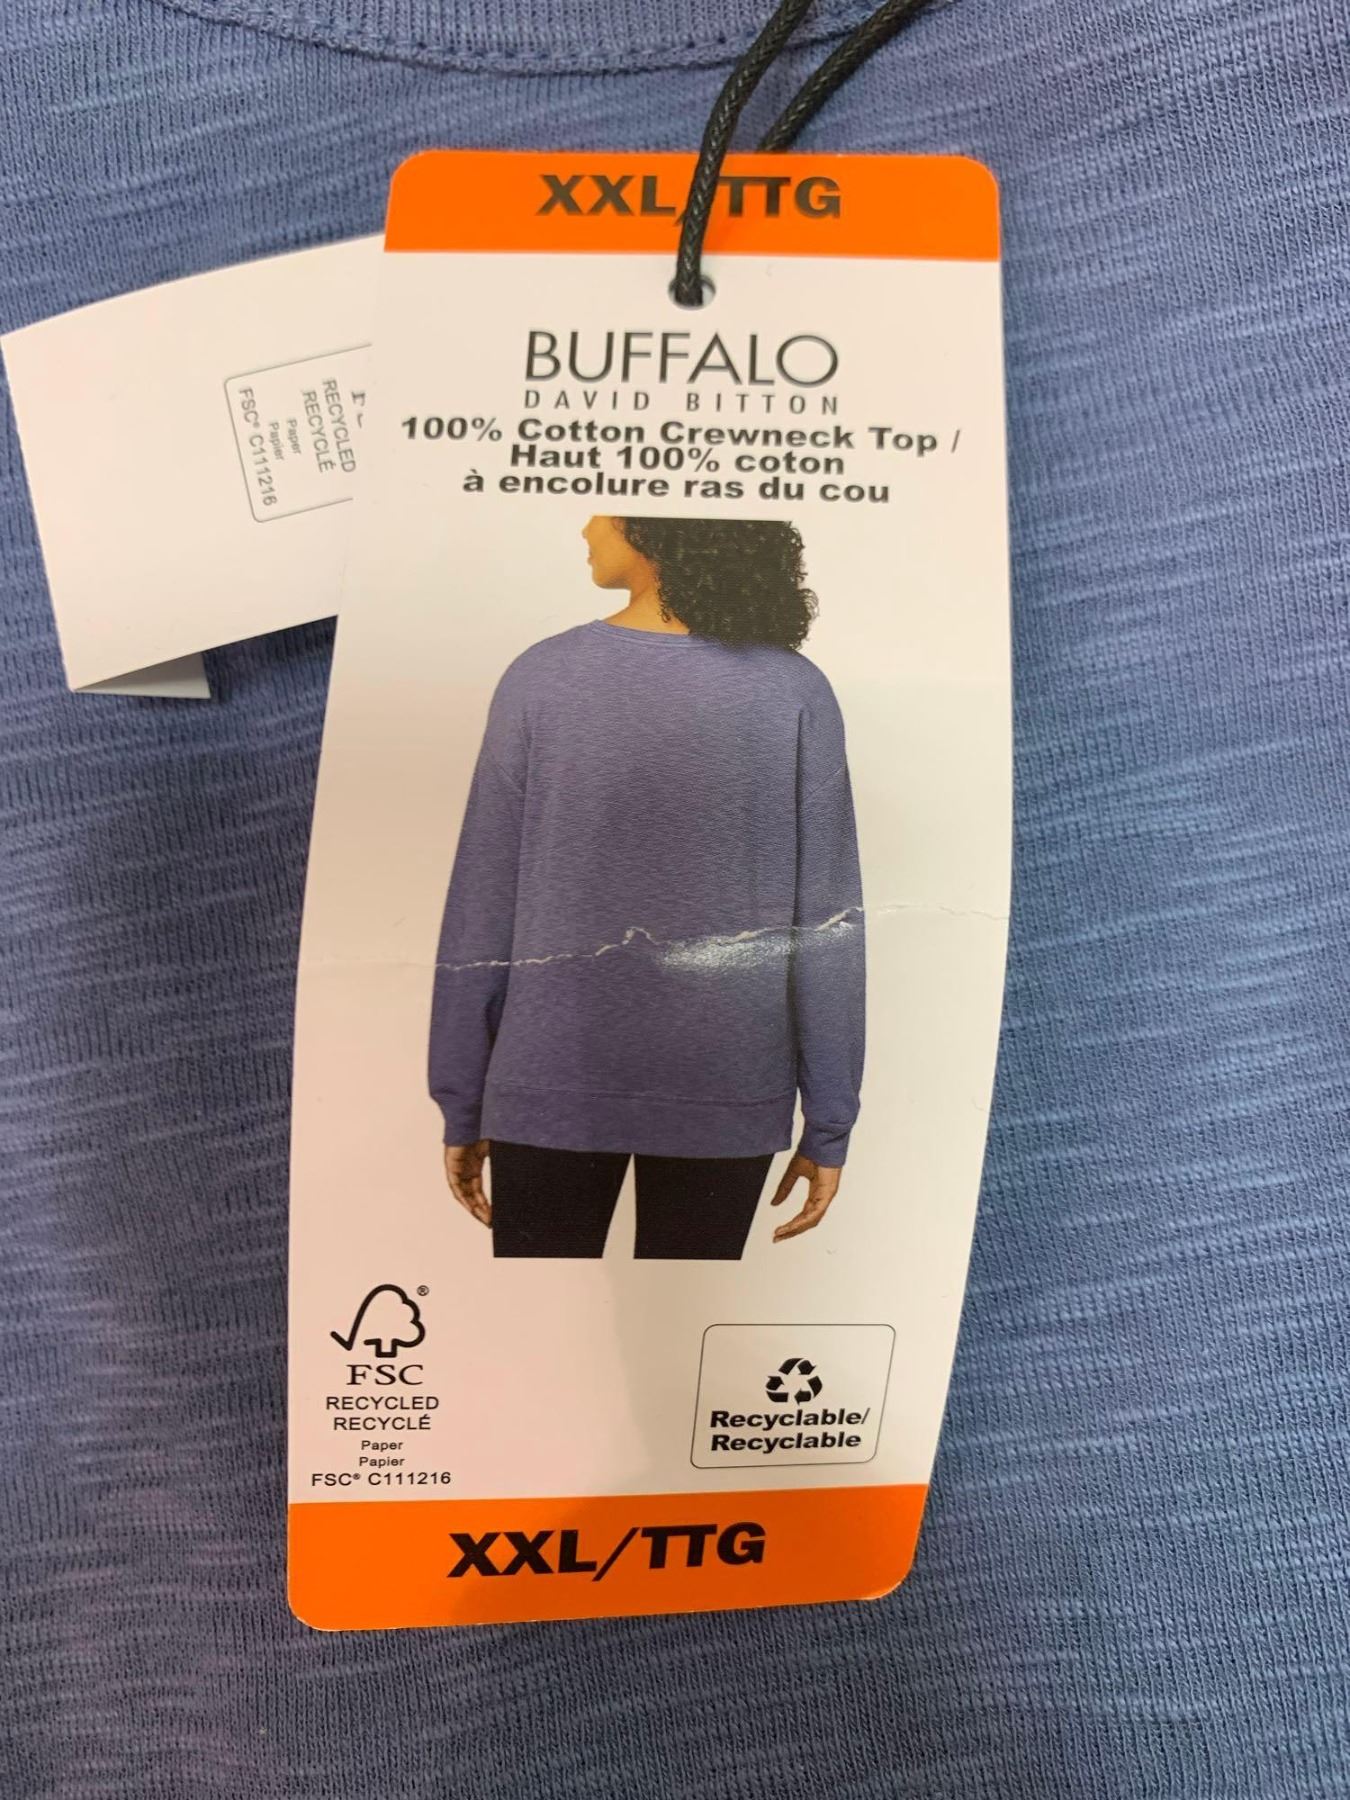 XXL/TTG
BUFFALO
DAVID BITTON
100% Cotton Crewneck Top /
Haut 100% coton
à encolure ras du cou
FSC
RECYCLED
RECYCLÉ
Paper
Papier
FSC® C111216
Recyclable/
Recyclable
XXL/TTG
RECYCLED
RECYCLÉ
Paper
Papier
FSC® C111216